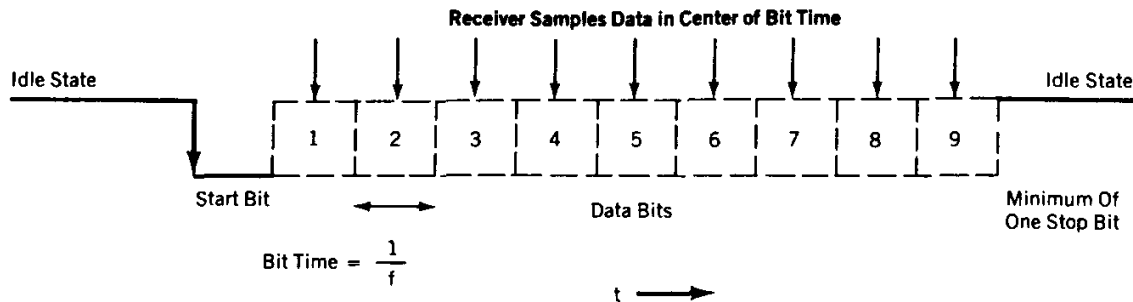 Receiver Samples Data in Center of Bit Time
Idle State
Idle State
1 2 3 4 5 6 7 8 9
Start Bit
Data Bits
Minimum Of
One Stop Bit
Bit Time = 1
f
t